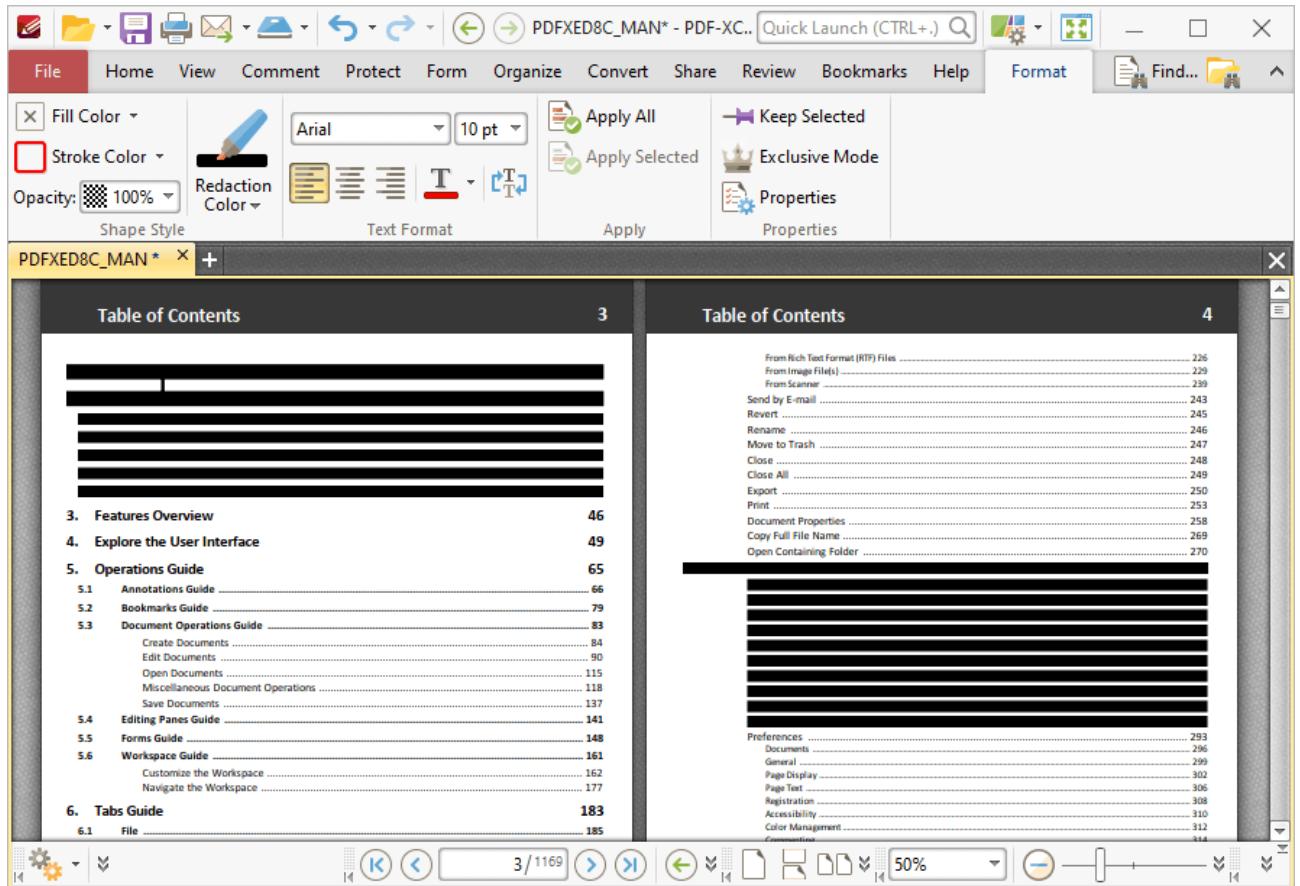 PDFXED8C_MAN* - PDF-XC.. Quick Launch (CTRL+.)
File Home View Comment Protect Form Organize Convert Share Review Bookmarks Help Format Find...
Fill Color
Stroke Color
Opacity: 100%
Redaction
Color
Shape Style
Arial 10 pt
Text Format
Apply All
Apply Selected
Apply
Keep Selected
Exclusive Mode
Properties
Properties
PDFXED8C_MAN *
Table of Contents 3
3. Features Overview 46
4. Explore the User Interface 49
5. Operations Guide 65
5.1 Annotations Guide 66
5.2 Bookmarks Guide 79
5.3 Document Operations Guide 83
Create Documents 84
Edit Documents 90
Open Documents 115
Miscellaneous Document Operations 118
Save Documents 137
5.4 Editing Panes Guide 141
5.5 Forms Guide 148
5.6 Workspace Guide 161
Customize the Workspace 162
Navigate the Workspace 177
6. Tabs Guide 183
6.1 File 185
Table of Contents 4
From Rich Text Format (RTF) Files 226
From Image File(s) 229
From Scanner 239
Send by E-mail 243
Revert 245
Rename 246
Move to Trash 247
Close 248
Close All 249
Export 250
Print 253
Document Properties 258
Copy Full File Name 269
Open Containing Folder 270
Preferences 293
Documents 296
General 299
Page Display 302
Page Text 306
Registration 308
Accessibility 310
Color Management 312
Commenting 314
3/1169 50%